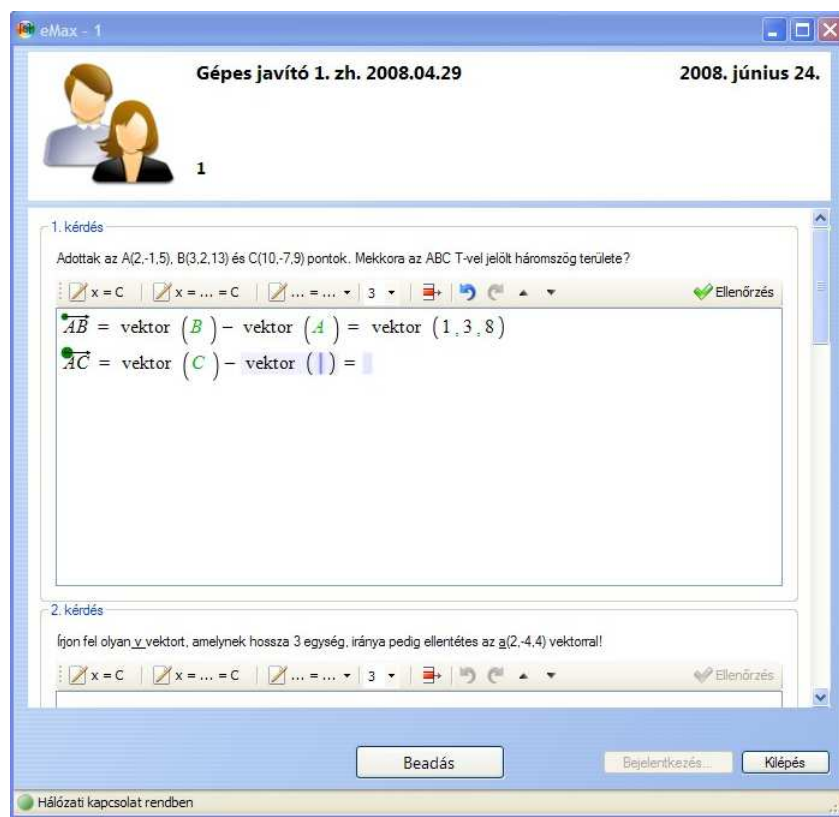 eMax - 1
Gépes javító 1. zh. 2008.04.29 2008. június 24.
1
1. kérdés
Adottak az A(2,-1,5), B(3,2,13) és C(10,-7,9) pontok. Mekkora az ABC T-vel jelölt háromszög területe?
x = C x = ... = C ... = ... 3 Ellenőrzés
AB = vektor (B) − vektor (A) = vektor (1,3,8)
AC = vektor (C) − vektor () =
2. kérdés
Írjon fel olyan v vektort, amelynek hossza 3 egység, iránya pedig ellentétes az a(2,-4,4) vektorral!
x = C x = ... = C ... = ... 3 Ellenőrzés
Beadás Bejelentkezés... Kilépés
Hálózati kapcsolat rendben